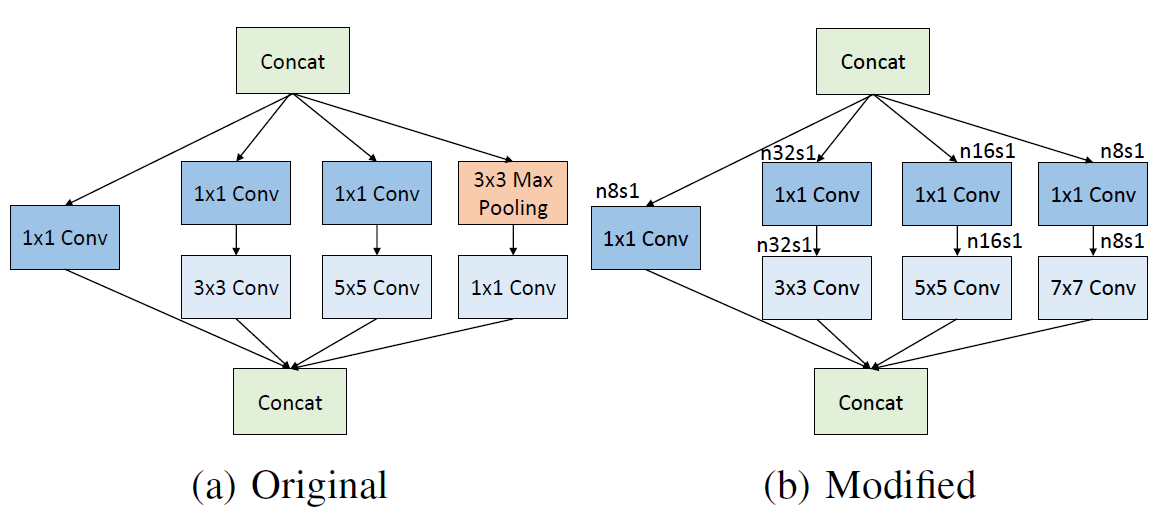 Concat
1x1 Conv
1x1 Conv
3x3 Max
Pooling
1x1 Conv
3x3 Conv
5x5 Conv
1x1 Conv
Concat
(a) Original
Concat
n32s1
n16s1
n8s1
n8s1
1x1 Conv
1x1 Conv
1x1 Conv
1x1 Conv
n32s1
n16s1
n8s1
3x3 Conv
5x5 Conv
7x7 Conv
Concat
(b) Modified